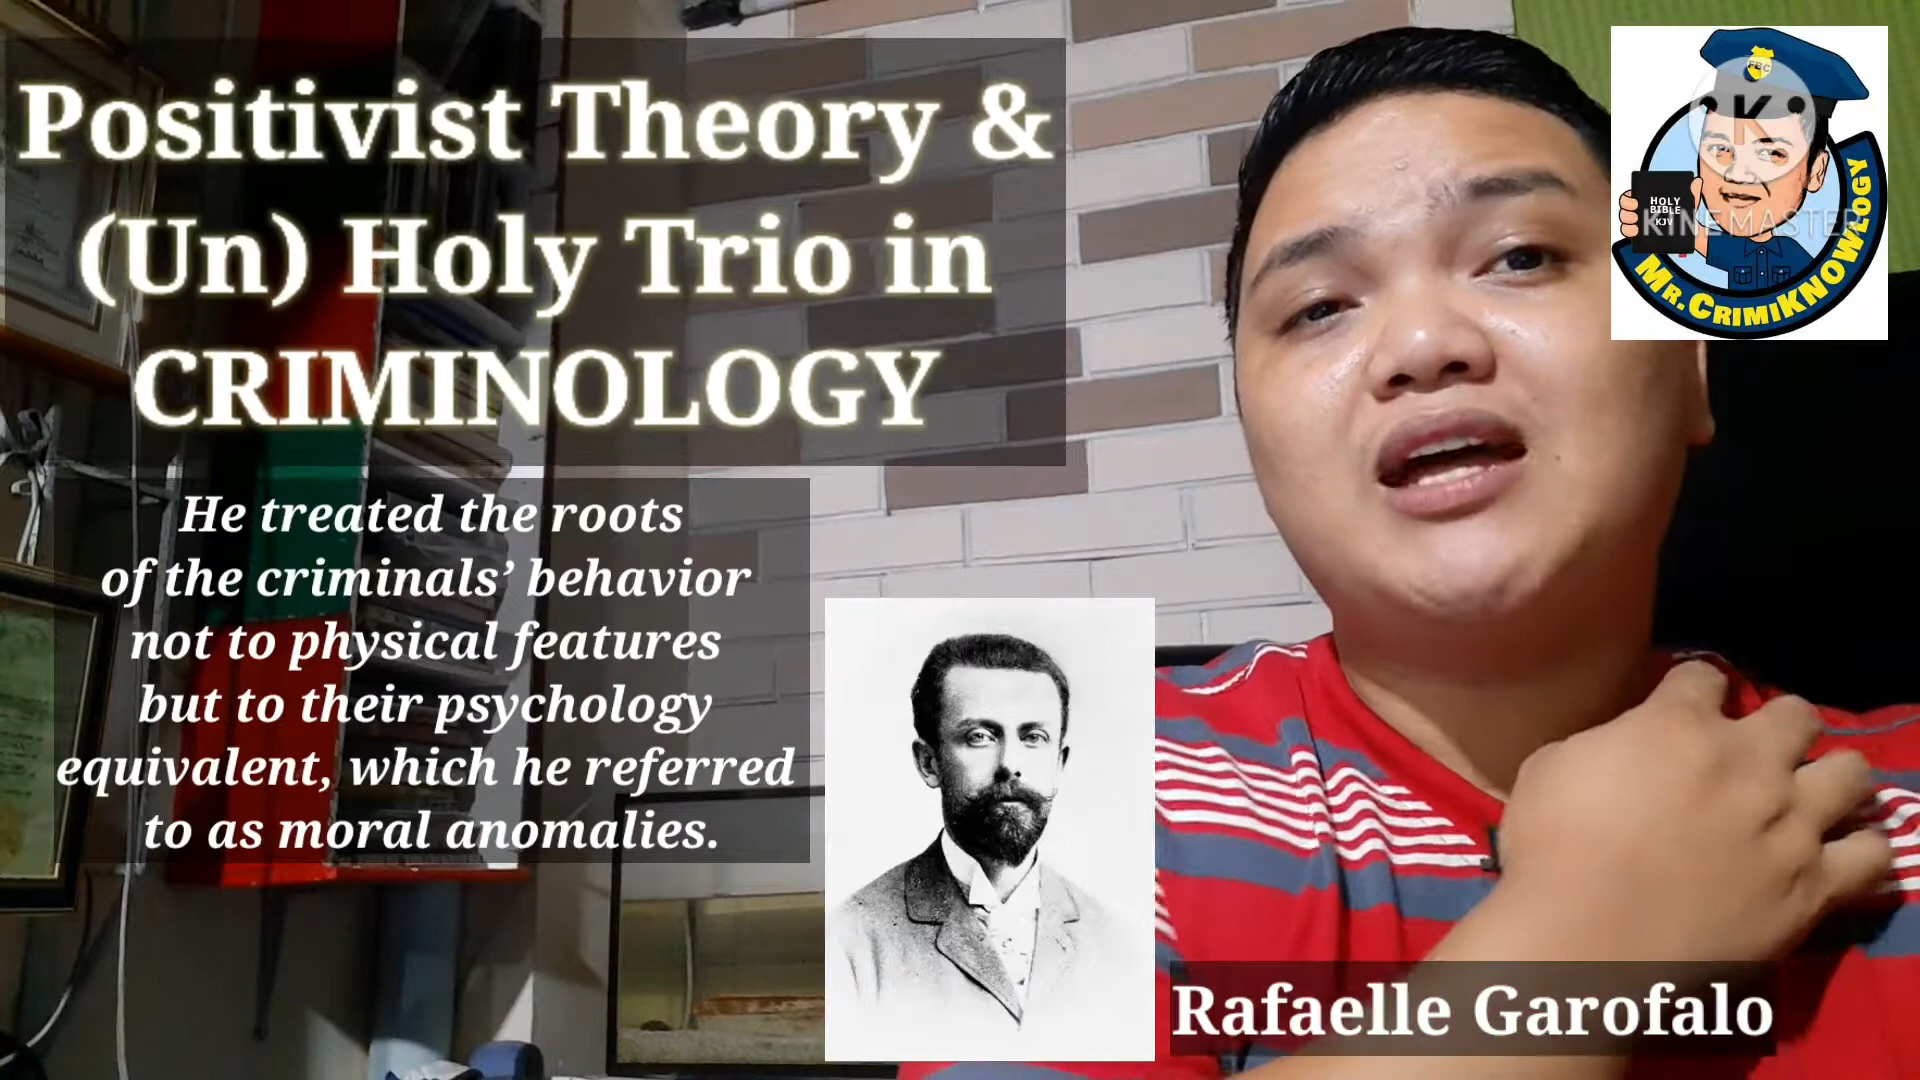 Positivist Theory &
(Un) Holy Trio in
CRIMINOLOGY
He treated the roots
of the criminals’ behavior
not to physical features
but to their psychology
equivalent, which he referred
to as moral anomalies.
Rafaelle Garofalo
FBC
K
HOLY
BIBLE
KJV
KINEMASTER
MR. CRIMIKNOWLOGY